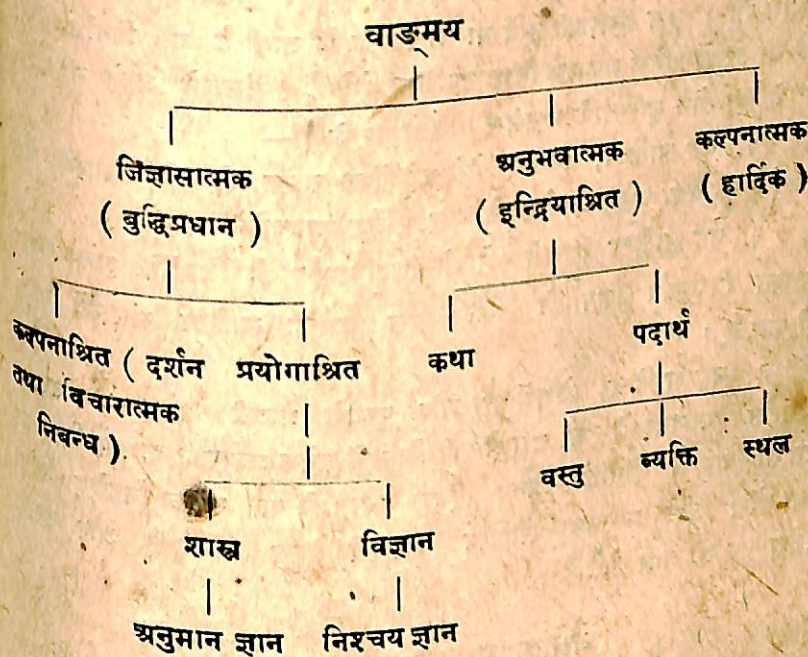 वाङ्मय
जिज्ञासात्मक
( बुद्धिप्रधान )
अनुभवात्मक
( इन्द्रियाश्रित )
कल्पनात्मक
( हार्दिक )
कल्पनाश्रित ( दर्शन
तथा विचारात्मक
निबन्ध )
प्रयोगाश्रित
कथा
पदार्थ
वस्तु व्यक्ति स्थल
शास्त्र विज्ञान
अनुमान ज्ञान निश्चय ज्ञान